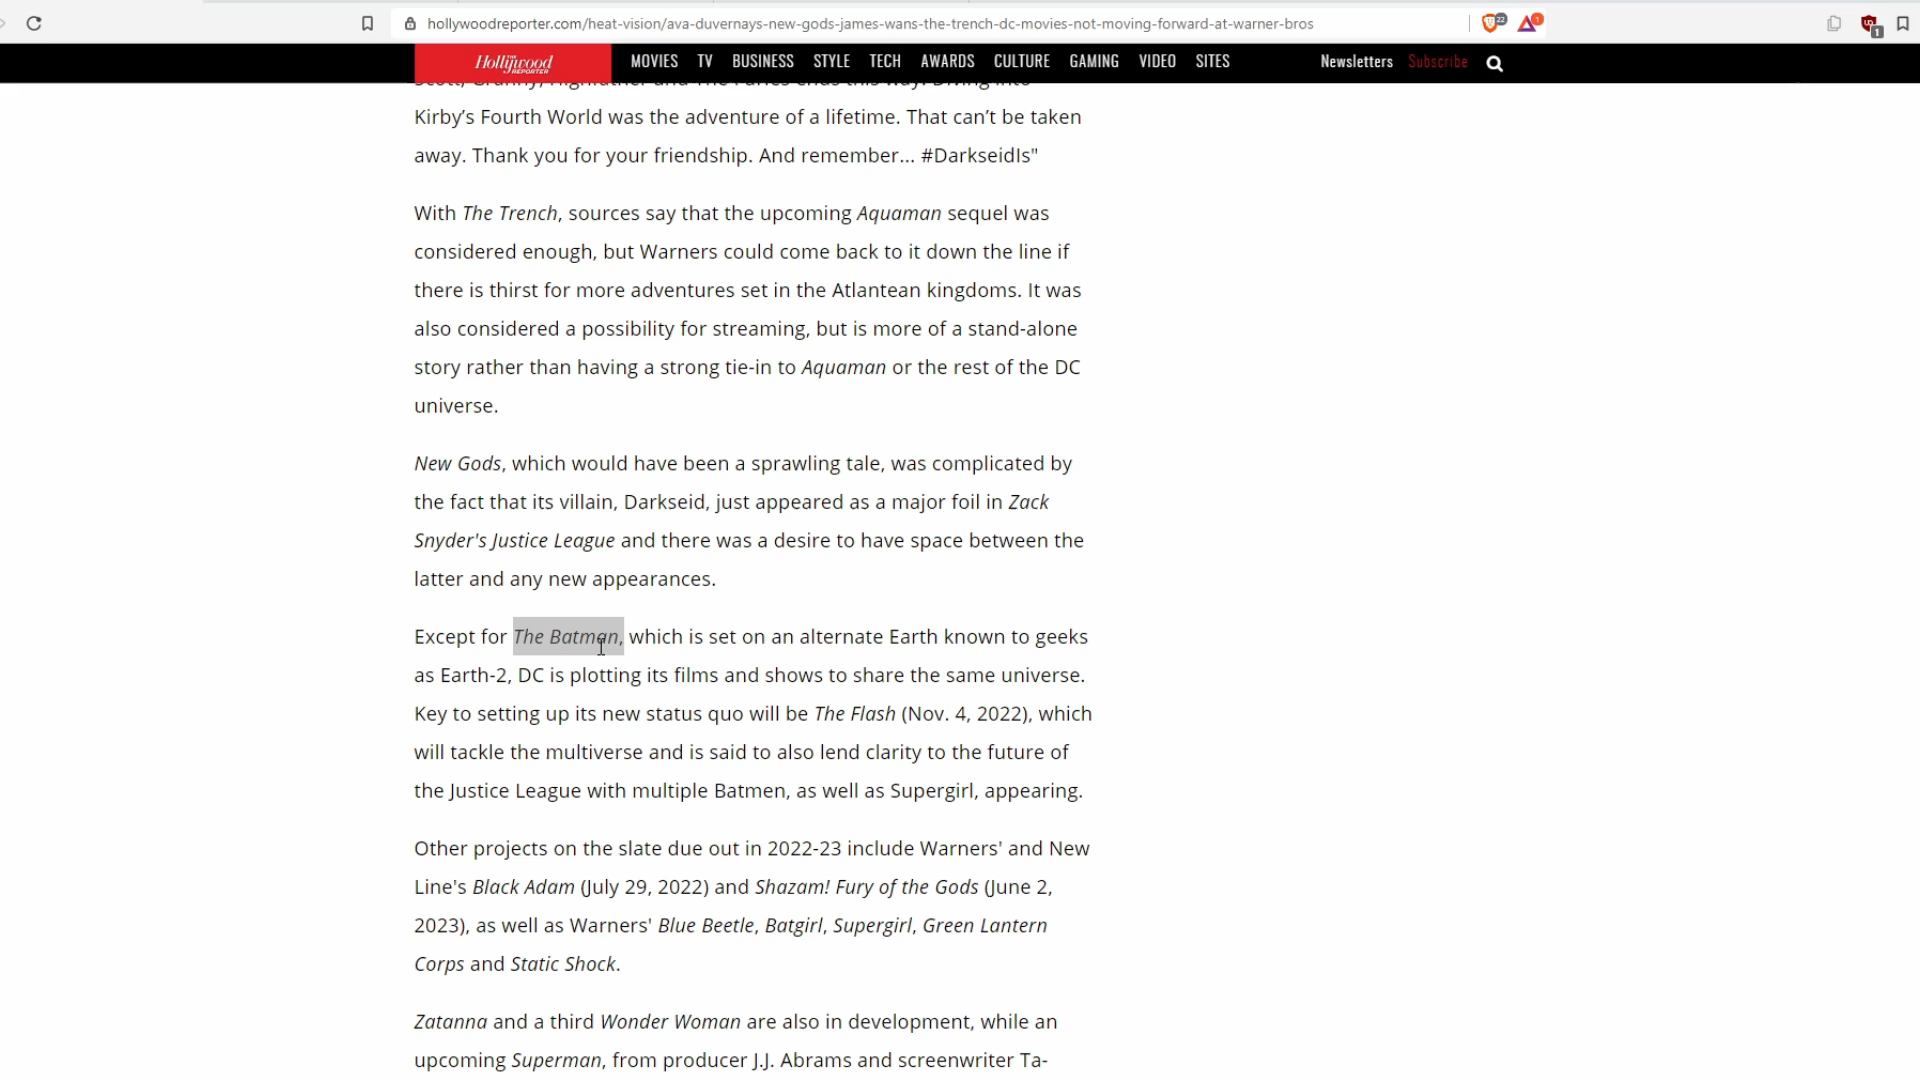 hollywoodreporter.com/heat-vision/ava-duvernays-new-gods-james-wans-the-trench-dc-movies-not-moving-forward-at-warner-bros
22
1
1
The Hollywood REPORTER
MOVIES TV BUSINESS STYLE TECH AWARDS CULTURE GAMING VIDEO SITES Newsletters Subscribe
Kirby’s Fourth World was the adventure of a lifetime. That can’t be taken
away. Thank you for your friendship. And remember... #DarkseidIs"
With The Trench, sources say that the upcoming Aquaman sequel was
considered enough, but Warners could come back to it down the line if
there is thirst for more adventures set in the Atlantean kingdoms. It was
also considered a possibility for streaming, but is more of a stand-alone
story rather than having a strong tie-in to Aquaman or the rest of the DC
universe.
New Gods, which would have been a sprawling tale, was complicated by
the fact that its villain, Darkseid, just appeared as a major foil in Zack
Snyder's Justice League and there was a desire to have space between the
latter and any new appearances.
Except for The Batman, which is set on an alternate Earth known to geeks
as Earth-2, DC is plotting its films and shows to share the same universe.
Key to setting up its new status quo will be The Flash (Nov. 4, 2022), which
will tackle the multiverse and is said to also lend clarity to the future of
the Justice League with multiple Batmen, as well as Supergirl, appearing.
Other projects on the slate due out in 2022-23 include Warners' and New
Line's Black Adam (July 29, 2022) and Shazam! Fury of the Gods (June 2,
2023), as well as Warners' Blue Beetle, Batgirl, Supergirl, Green Lantern
Corps and Static Shock.
Zatanna and a third Wonder Woman are also in development, while an
upcoming Superman, from producer J.J. Abrams and screenwriter Ta-